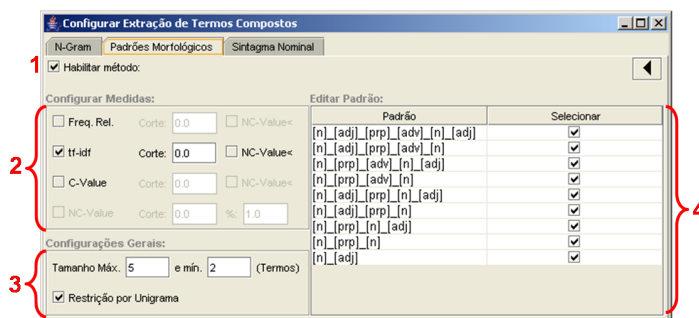 Configurar Extração de Termos Compostos
N-Gram Padrões Morfológicos Sintagma Nominal
1 Habilitar método:
Configurar Medidas: Editar Padrão:
Padrão Selecionar
Freq. Rel. Corte: 0.0 NC-Value<
[n]_[adj]_[prp]_[adv]_[n]_[adj]
[n]_[adj]_[prp]_[adv]_[n]
tf-idf Corte: 0.0 NC-Value<
[n]_[prp]_[adv]_[n]_[adj]
2
[n]_[prp]_[adv]_[n]
C-Value Corte: 0.0 NC-Value<
[n]_[adj]_[prp]_[n]_[adj]
[n]_[adj]_[prp]_[n]
4
NC-Value Corte: 0.0 %: 1.0
[n]_[prp]_[n]_[adj]
[n]_[prp]_[n]
Configurações Gerais:
[n]_[adj]
Tamanho Máx. 5 e mín. 2 (Termos)
3
Restrição por Unigrama